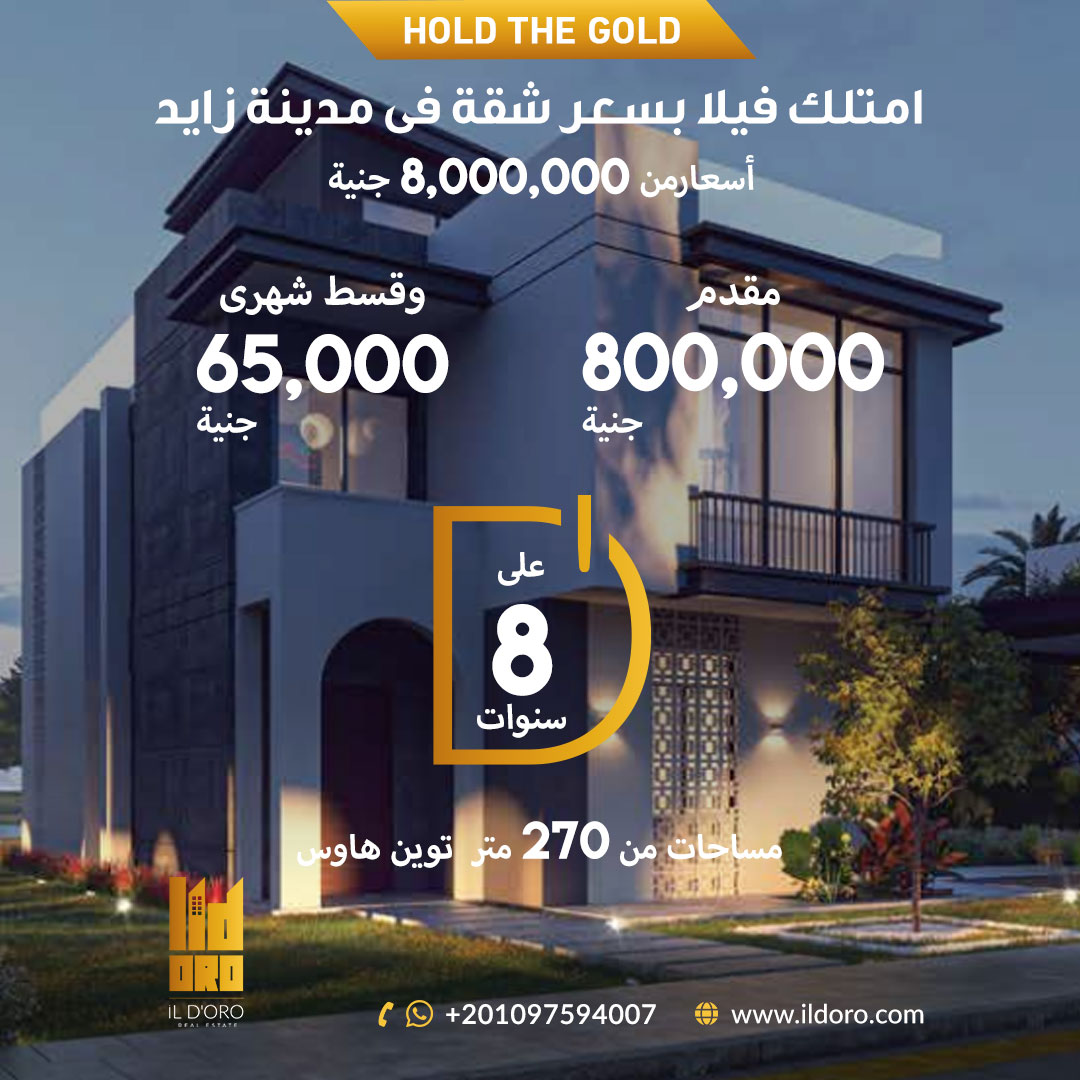 HOLD THE GOLD
امتلك فيلا بسعر شقة فى مدينة زايد
أسعارمن 8,000,000 جنية
مقدم
800,000
جنية
وقسط شهرى
65,000
جنية
على
8
سنوات
مساحات من 270 متر توين هاوس
ild
ORO
iL D'ORO
REAL ESTATE
+201097594007
www.ildoro.com